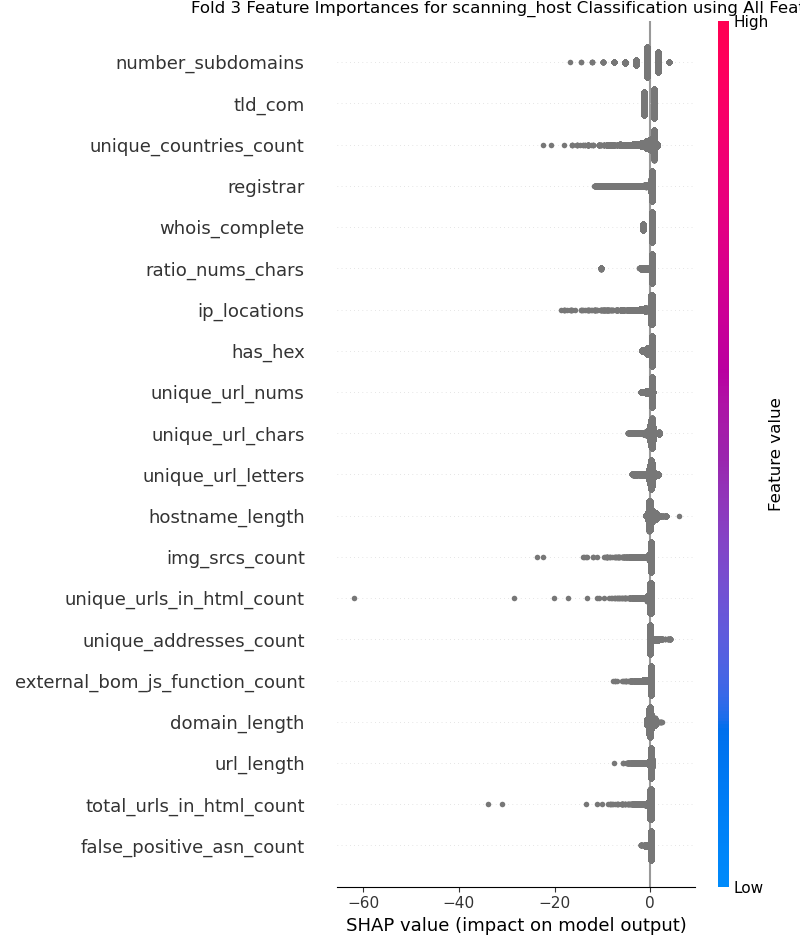 Fold 3 Feature Importances for scanning_host Classification using All Fea
High
number_subdomains
tld_com
unique_countries_count
registrar
whois_complete
ratio_nums_chars
ip_locations
has_hex
unique_url_nums
unique_url_chars
unique_url_letters
hostname_length
img_srcs_count
unique_urls_in_html_count
unique_addresses_count
external_bom_js_function_count
domain_length
url_length
total_urls_in_html_count
false_positive_asn_count
Feature value
Low
−60 −40 −20 0
SHAP value (impact on model output)